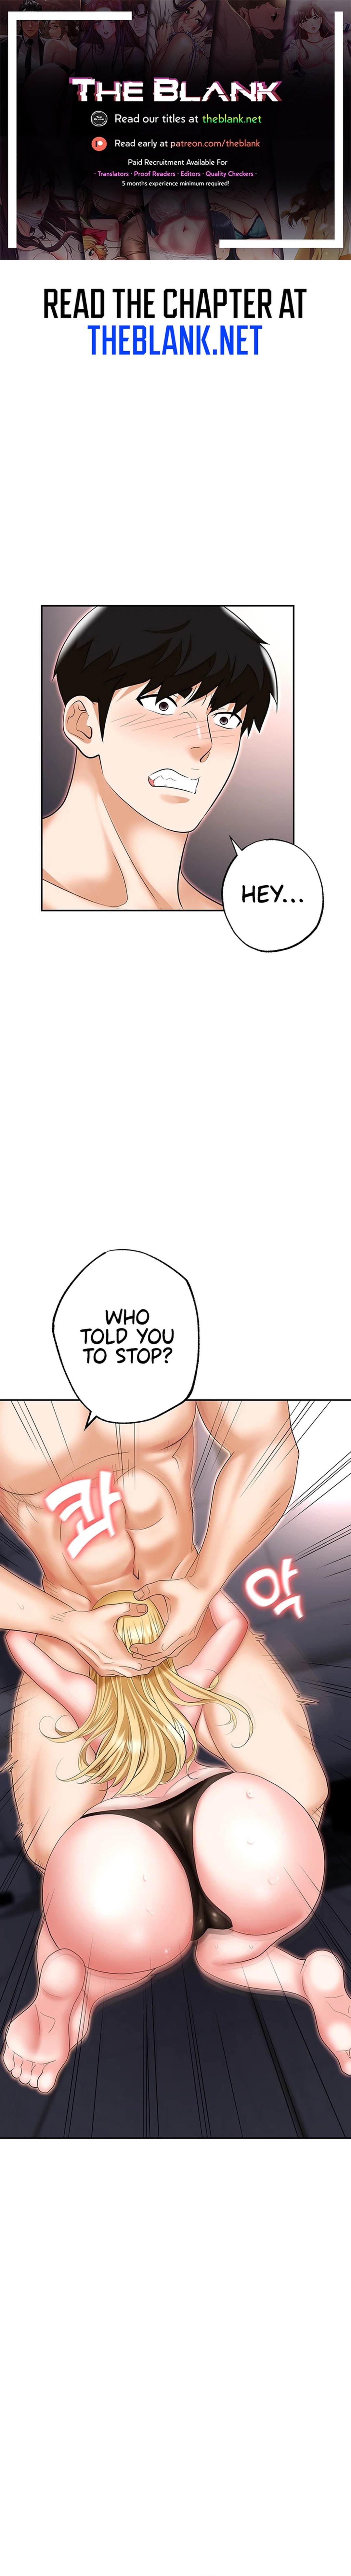 THE BLANK
Read our titles at theblank.net
Read early at patreon.com/theblank
Paid Recruitment Available For
· Translators · Proof Readers · Editors · Quality Checkers ·
5 months experience minimum required!
READ THE CHAPTER AT
THEBLANK.NET
HEY...
WHO
TOLD YOU
TO STOP?
콱
악